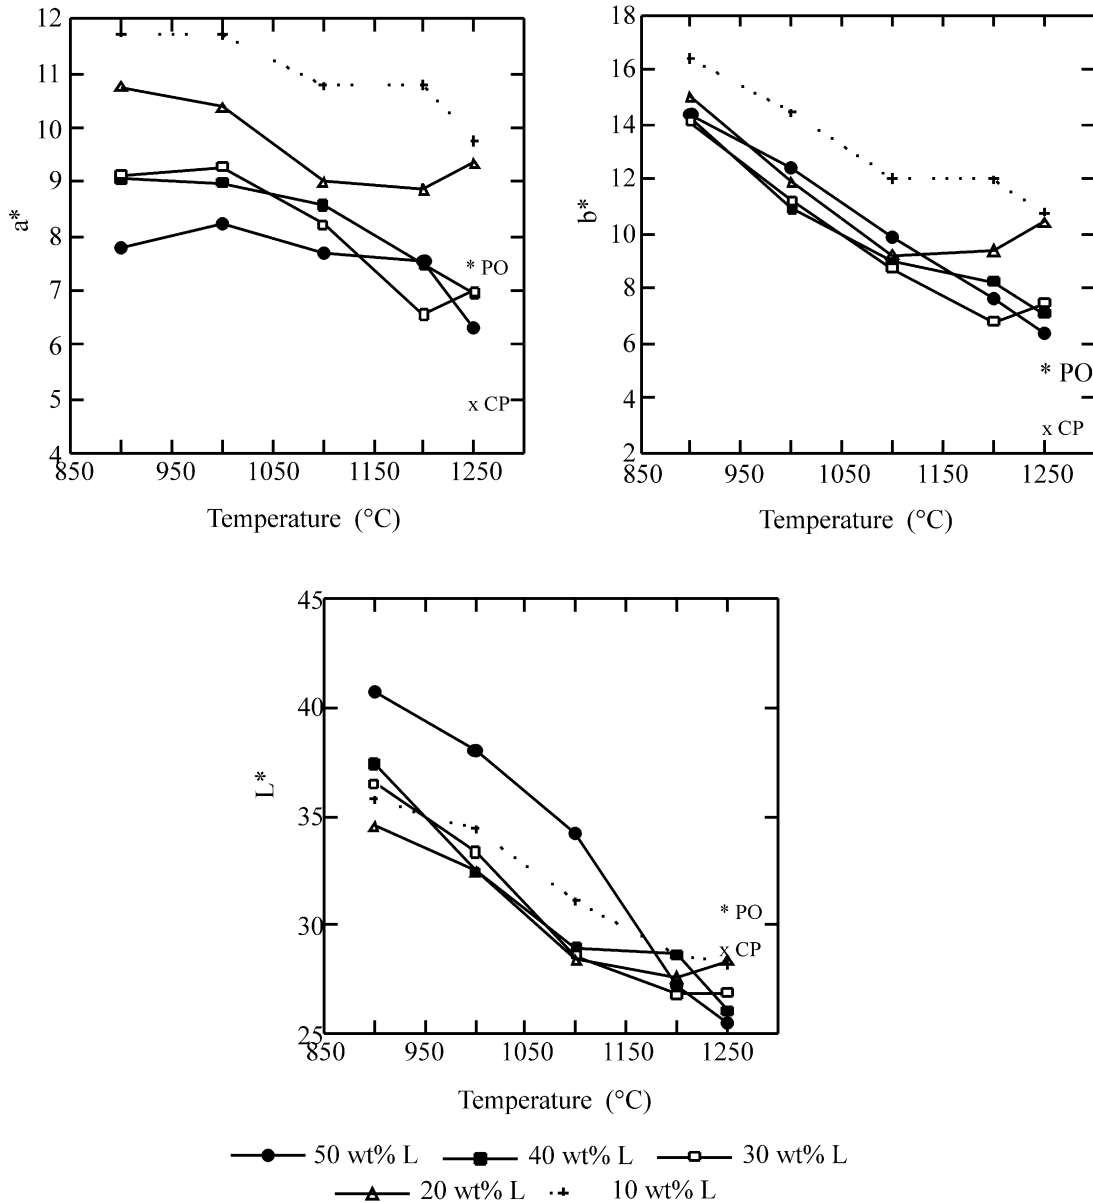 12
11
10
9
8
7
6
5
4
a*
* PO
x CP
850 950 1050 1150 1250
Temperature (°C)
18
16
14
12
10
8
6
4
2
b*
* PO
x CP
850 950 1050 1150 1250
Temperature (°C)
45
40
35
30
25
L*
* PO
x CP
850 950 1050 1150 1250
Temperature (°C)
50 wt% L 40 wt% L 30 wt% L
20 wt% L 10 wt% L